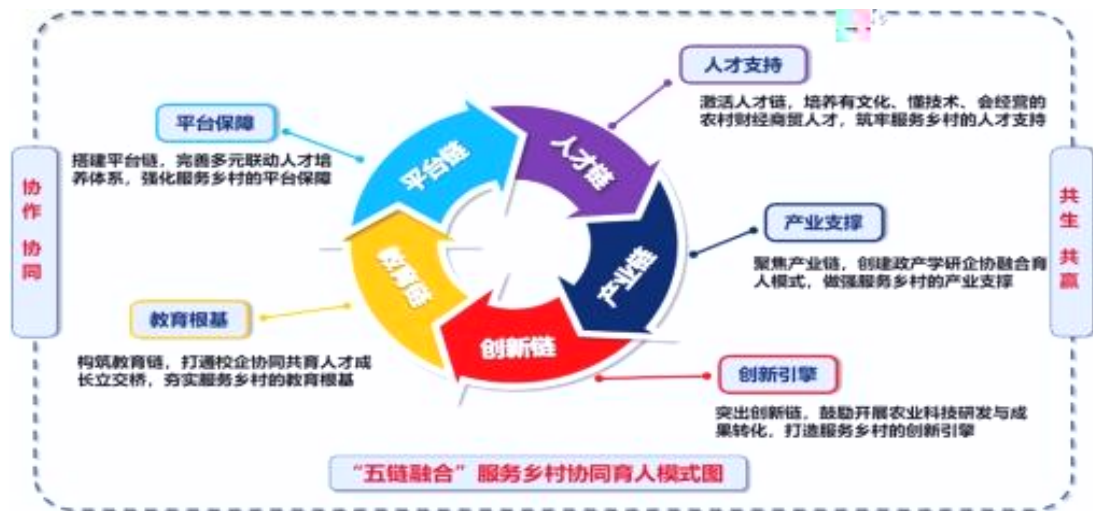 人才支持
激活人才链，培养有文化、懂技术、会经营的
农村财经商贸人才，筑牢服务乡村的人才支持
平台保障
搭建平台链，完善多元联动人才培
养体系，强化服务乡村的平台保障
平台链
人才链
产业链
创新链
教育链
协作 协同
共生 共赢
产业支撑
聚焦产业链，创建政产学研企协融合育
人模式，做强服务乡村的产业支撑
教育根基
构筑教育链，打通校企协同共育人才成
长立交桥，夯实服务乡村的教育根基
创新引擎
突出创新链，鼓励开展农业科技研发与成
果转化，打造服务乡村的创新引擎
“五链融合”服务乡村协同育人模式图